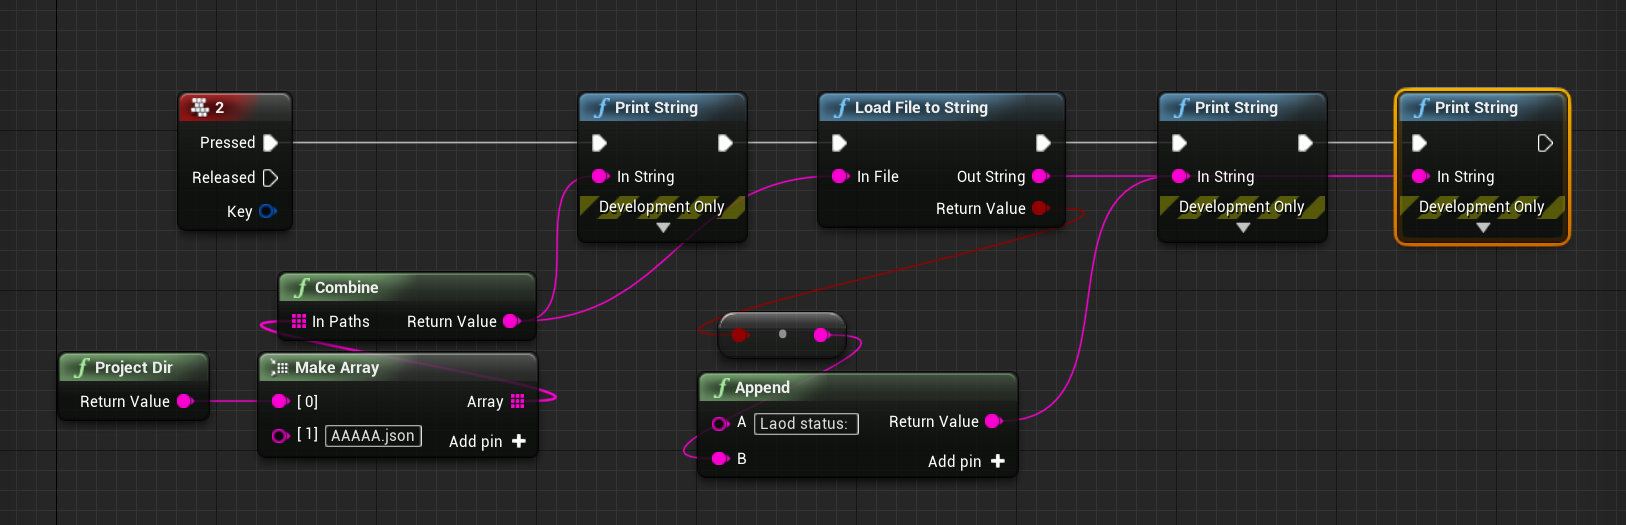 2
Pressed
Released
Key
Print String
In String
Development Only
Load File to String
In File
Out String
Return Value
Print String
In String
Development Only
Print String
In String
Development Only
Combine
In Paths
Return Value
Project Dir
Return Value
Make Array
[ 0]
Array
[ 1]
AAAAA.json
Add pin
Append
A
Laod status:
Return Value
B
Add pin